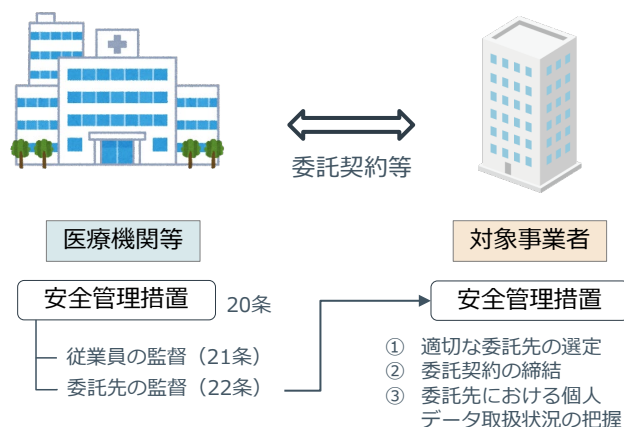 委託契約等
医療機関等
対象事業者
安全管理措置 20条
安全管理措置
従業員の監督（21条）
委託先の監督（22条）
① 適切な委託先の選定
② 委託契約の締結
③ 委託先における個人
データ取扱状況の把握